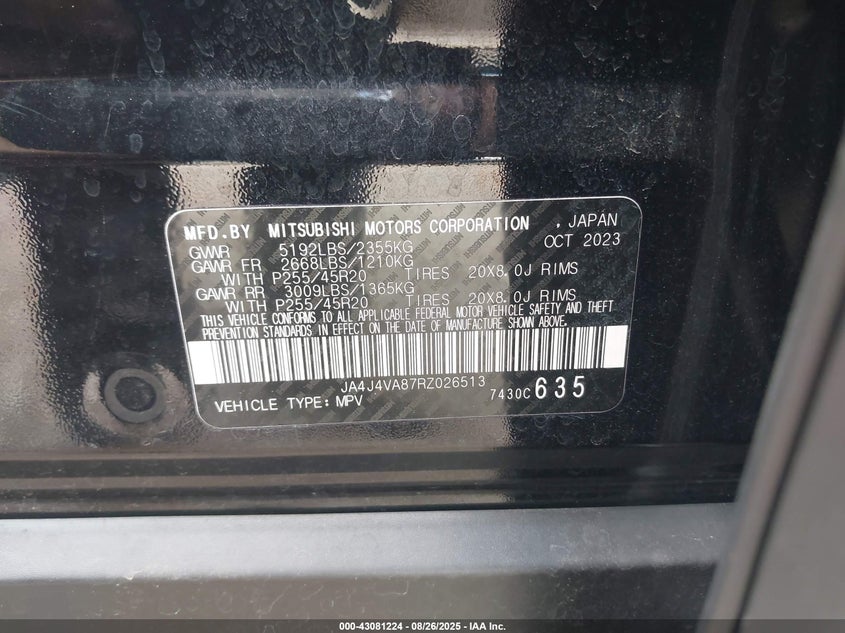 MFD.BY MITSUBISHI MOTORS CORPORATION , JAPAN
GVWR 5192LBS/2355KG OCT 2023
GAWR FR 2668LBS/1210KG
WITH P255/45R20 TIRES 20X8.0J RIMS
GAWR RR 3009LBS/1365KG
WITH P255/45R20 TIRES 20X8.0J RIMS
THIS VEHICLE CONFORMS TO ALL APPLICABLE FEDERAL MOTOR VEHICLE SAFETY AND THEFT
PREVENTION STANDARDS IN EFFECT ON THE DATE OF MANUFACTURE SHOWN ABOVE.
JA4J4VA87RZ026513
VEHICLE TYPE: MPV 7430C 635
000-43081224 | 08/26/2025 | IAA Inc.